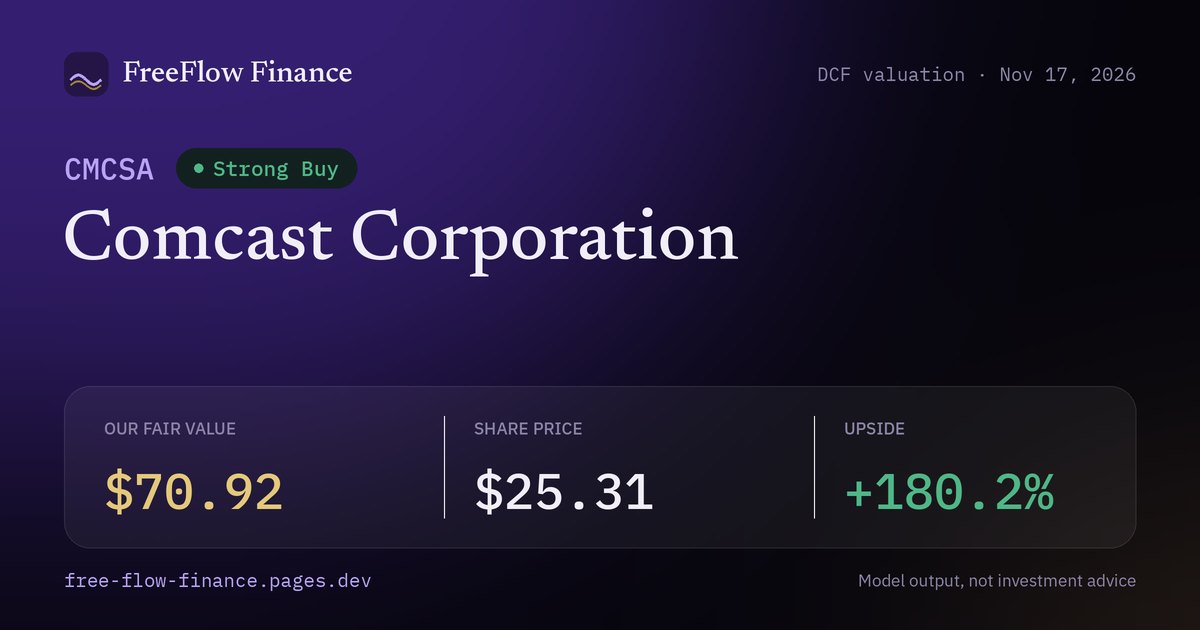 FreeFlow Finance
DCF valuation · Nov 17, 2026
CMCSA
Strong Buy
Comcast Corporation
OUR FAIR VALUE
$70.92
SHARE PRICE
$25.31
UPSIDE
+180.2%
free-flow-finance.pages.dev
Model output, not investment advice